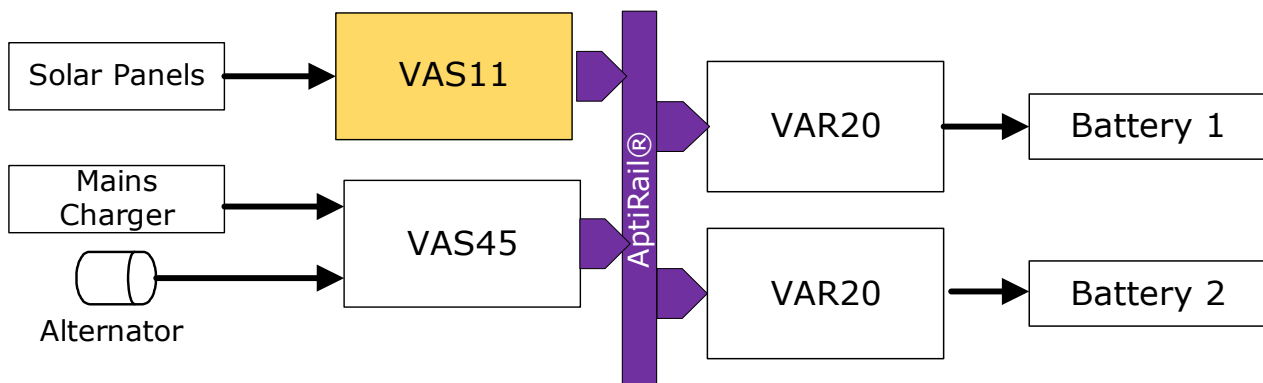 Solar Panels
VAS11
Mains
Charger
VAS45
Alternator
AptiRail®
VAR20
Battery 1
VAR20
Battery 2